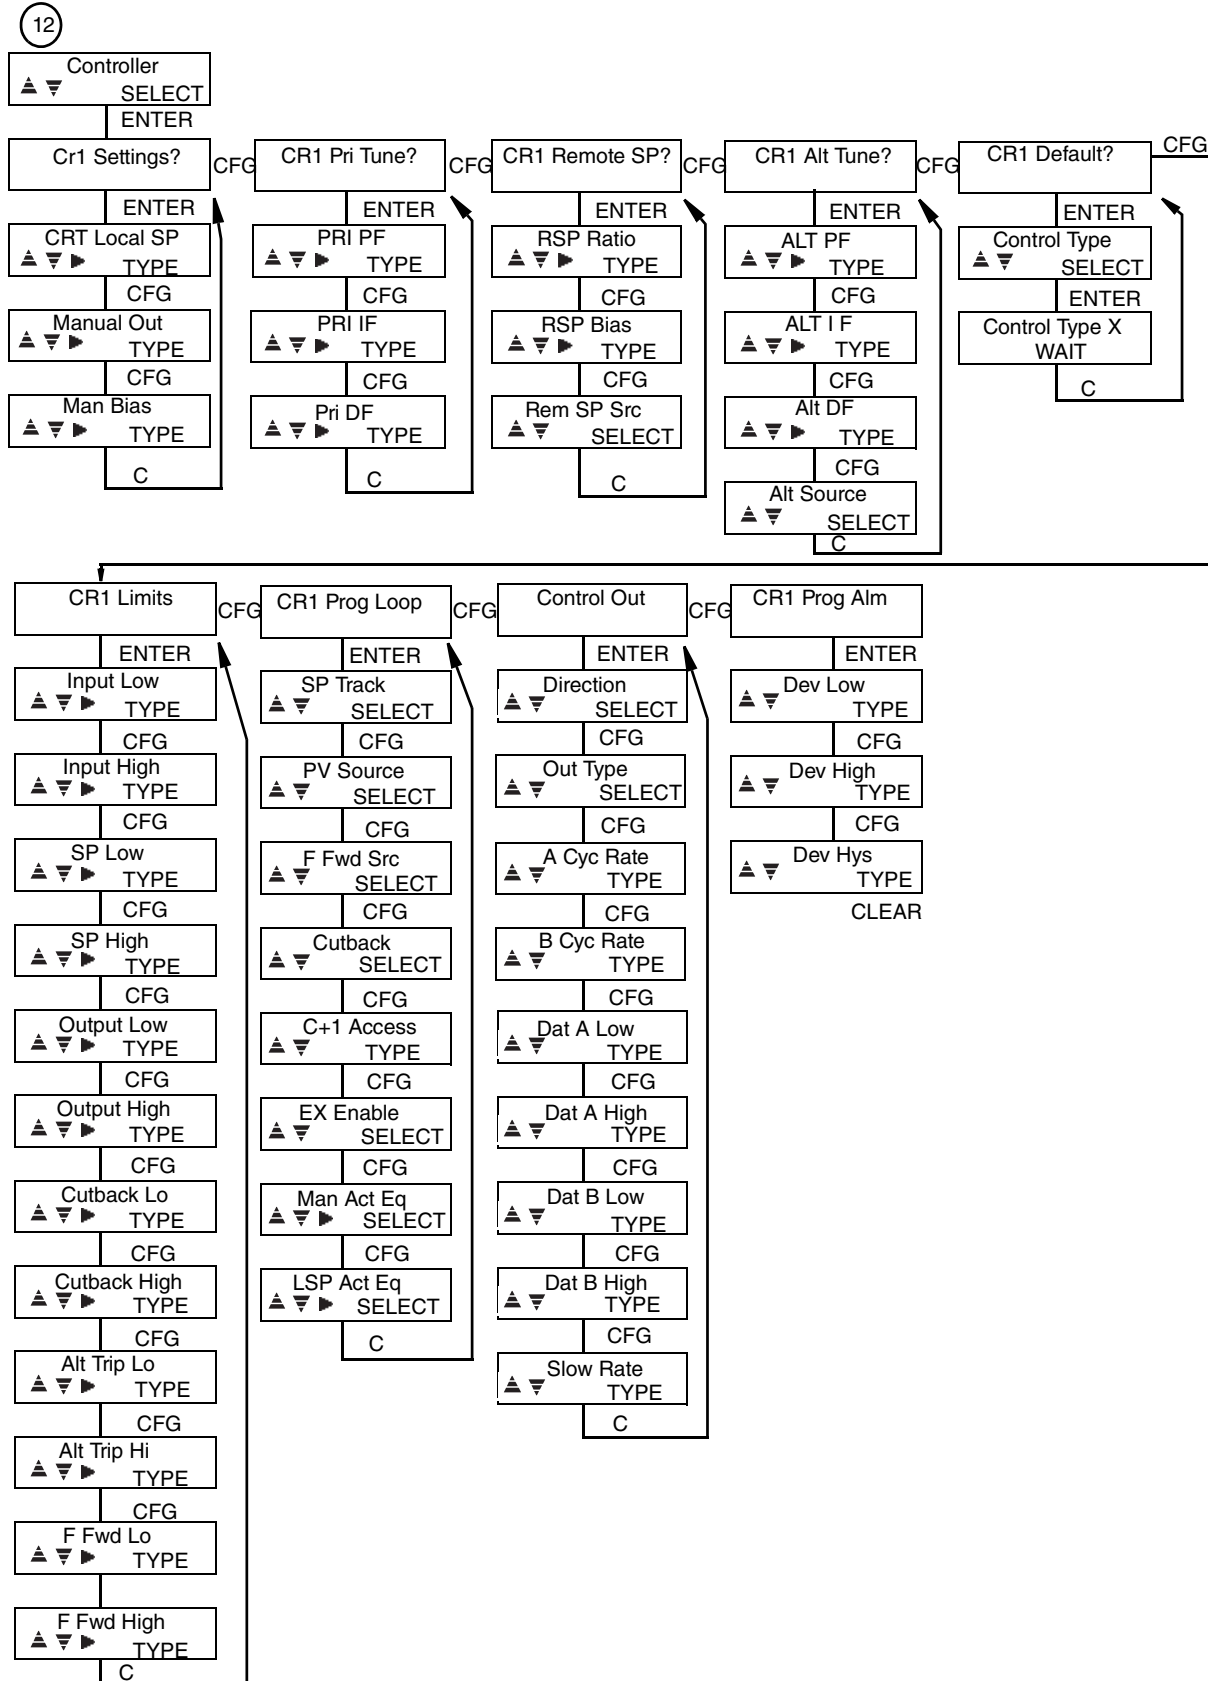 12
Controller
SELECT
ENTER
Cr1 Settings?
CFG
CR1 Pri Tune?
CFG
CR1 Remote SP?
CFG
CR1 Alt Tune?
CFG
CR1 Default?
CFG
ENTER
CRT Local SP
TYPE
CFG
Manual Out
TYPE
CFG
Man Bias
TYPE
C
ENTER
PRI PF
TYPE
CFG
PRI IF
TYPE
CFG
Pri DF
TYPE
C
ENTER
RSP Ratio
TYPE
CFG
RSP Bias
TYPE
CFG
Rem SP Src
SELECT
C
ENTER
ALT PF
TYPE
CFG
ALT I F
TYPE
CFG
Alt DF
TYPE
CFG
Alt Source
SELECT
C
ENTER
Control Type
SELECT
ENTER
Control Type X
WAIT
C
CR1 Limits
CFG
CR1 Prog Loop
CFG
Control Out
CFG
CR1 Prog Alm
ENTER
Input Low
TYPE
CFG
Input High
TYPE
CFG
SP Low
TYPE
CFG
SP High
TYPE
CFG
Output Low
TYPE
CFG
Output High
TYPE
CFG
Cutback Lo
TYPE
CFG
Cutback High
TYPE
CFG
Alt Trip Lo
TYPE
CFG
Alt Trip Hi
TYPE
CFG
F Fwd Lo
TYPE
F Fwd High
TYPE
C
ENTER
SP Track
SELECT
CFG
PV Source
SELECT
CFG
F Fwd Src
SELECT
CFG
Cutback
SELECT
CFG
C+1 Access
TYPE
CFG
EX Enable
SELECT
CFG
Man Act Eq
SELECT
CFG
LSP Act Eq
SELECT
C
ENTER
Direction
SELECT
CFG
Out Type
SELECT
CFG
A Cyc Rate
TYPE
CFG
B Cyc Rate
TYPE
CFG
Dat A Low
TYPE
CFG
Dat A High
TYPE
CFG
Dat B Low
TYPE
CFG
Dat B High
TYPE
CFG
Slow Rate
TYPE
C
ENTER
Dev Low
TYPE
CFG
Dev High
TYPE
CFG
Dev Hys
TYPE
CLEAR